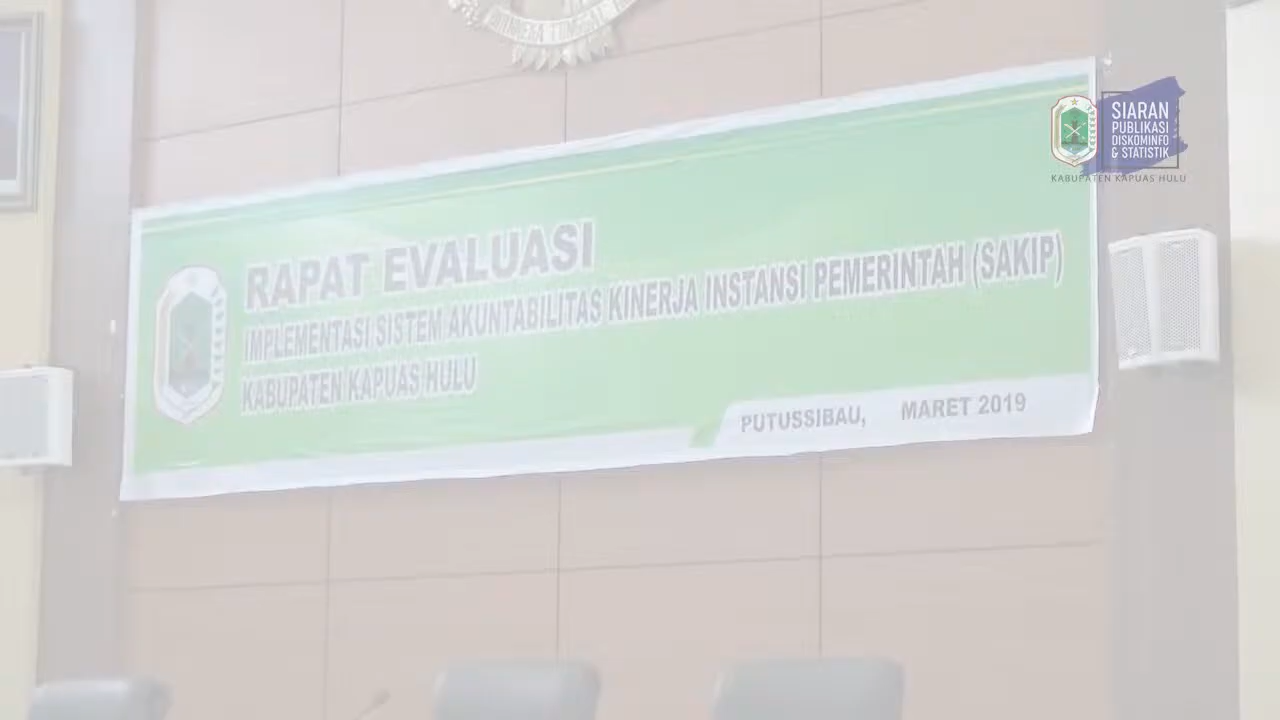 SIARAN
PUBLIKASI
DISKOMINFO
& STATISTIK
KABUPATEN KAPUAS HULU
RAPAT EVALUASI
IMPLEMENTASI SISTEM AKUNTABILITAS KINERJA INSTANSI PEMERINTAH (SAKIP)
KABUPATEN KAPUAS HULU
PUTUSSIBAU, MARET 2019